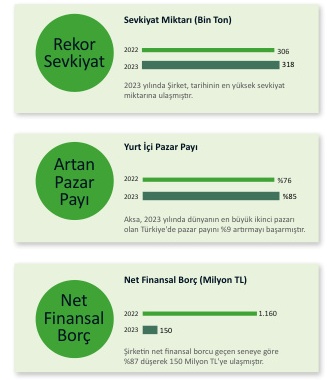 Rekor
Sevkiyat
Sevkiyat Miktarı (Bin Ton)
2022 306
2023 318
2023 yılında Şirket, tarihinin en yüksek sevkiyat
miktarına ulaşmıştır.
Artan
Pazar
Payı
Yurt İçi Pazar Payı
2022 %76
2023 %85
Aksa, 2023 yılında dünyanın en büyük ikinci pazarı
olan Türkiye'de pazar payını %9 artırmayı başarmıştır.
Net
Finansal
Borç
Net Finansal Borç (Milyon TL)
2022 1.160
2023 150
Şirketin net finansal borcu geçen seneye göre
%87 düşerek 150 Milyon TL'ye ulaşmıştır.